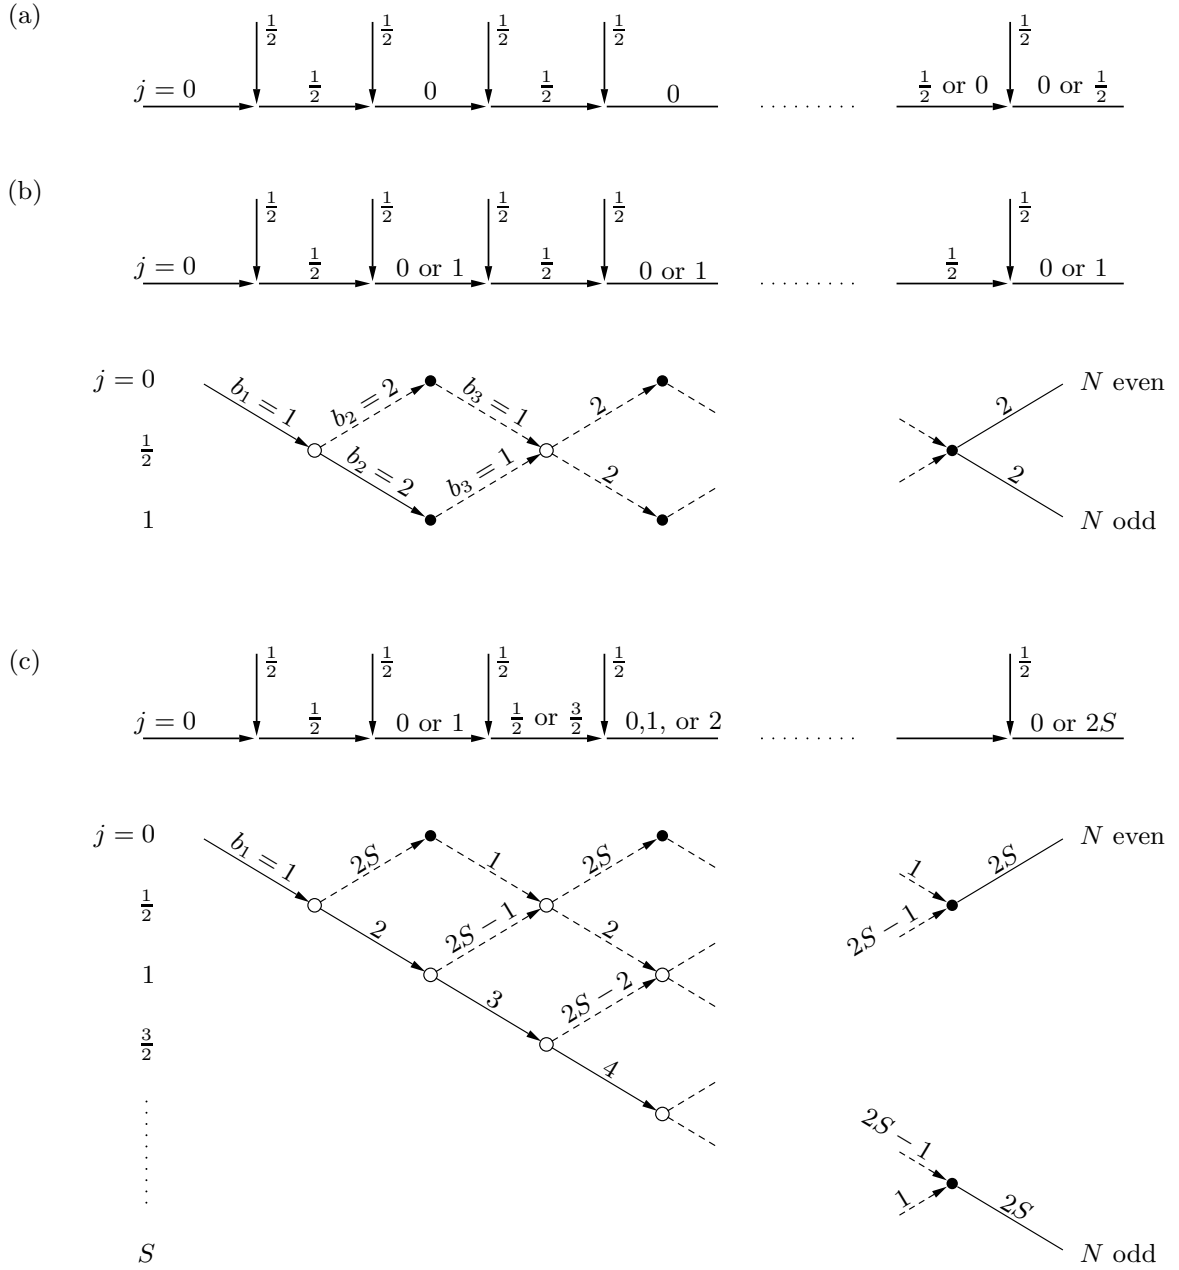 (a)
½ ½ ½ ½ ½
j = 0 ½ 0 ½ 0 ......... ½ or 0 0 or ½
(b)
½ ½ ½ ½ ½
j = 0 ½ 0 or 1 ½ 0 or 1 ......... ½ 0 or 1
j = 0 b₁ = 1 b₂ = 2 b₃ = 1 2 2 N even
½ b₂ = 2 b₃ = 1 2 2
1 N odd
(c)
½ ½ ½ ½ ½
j = 0 ½ 0 or 1 ½ or 3/2 0,1, or 2 ......... 0 or 2S
j = 0 b₁ = 1 2S 1 2S 1 2S N even
½ 2 2S − 1 2 2S − 1
1 3 2S − 2
3/2 4
2S − 1
1 2S
S N odd